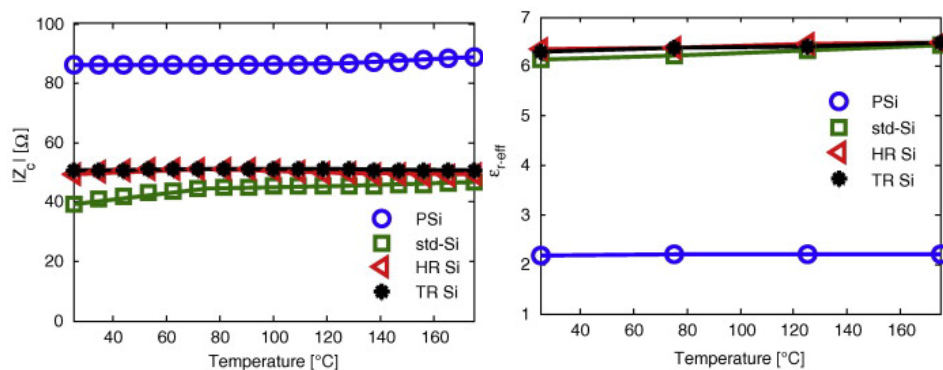 100
80
60
40
20
0
|Z_c| [Ω]
PSi
std-Si
HR Si
TR Si
40 60 80 100 120 140 160
Temperature [°C]
7
6
5
4
3
2
1
ε_r-eff
PSi
std-Si
HR Si
TR Si
40 60 80 100 120 140 160
Temperature [°C]